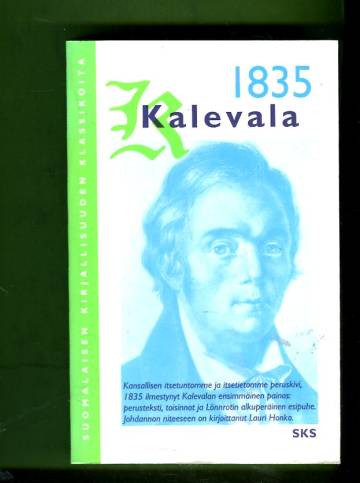 SUOMALAISEN KIRJALLISUUDEN KLASSIKOITA
1835
K
Kalevala
Kansallisen itsetuntomme ja itsetietomme peruskivi,
1835 ilmestynyt Kalevalan ensimmäinen painos:
perusteksti, toisinnot ja Lönnrotin alkuperäinen esipuhe.
Johdannon niteeseen on kirjoittanut Lauri Honko.
SKS